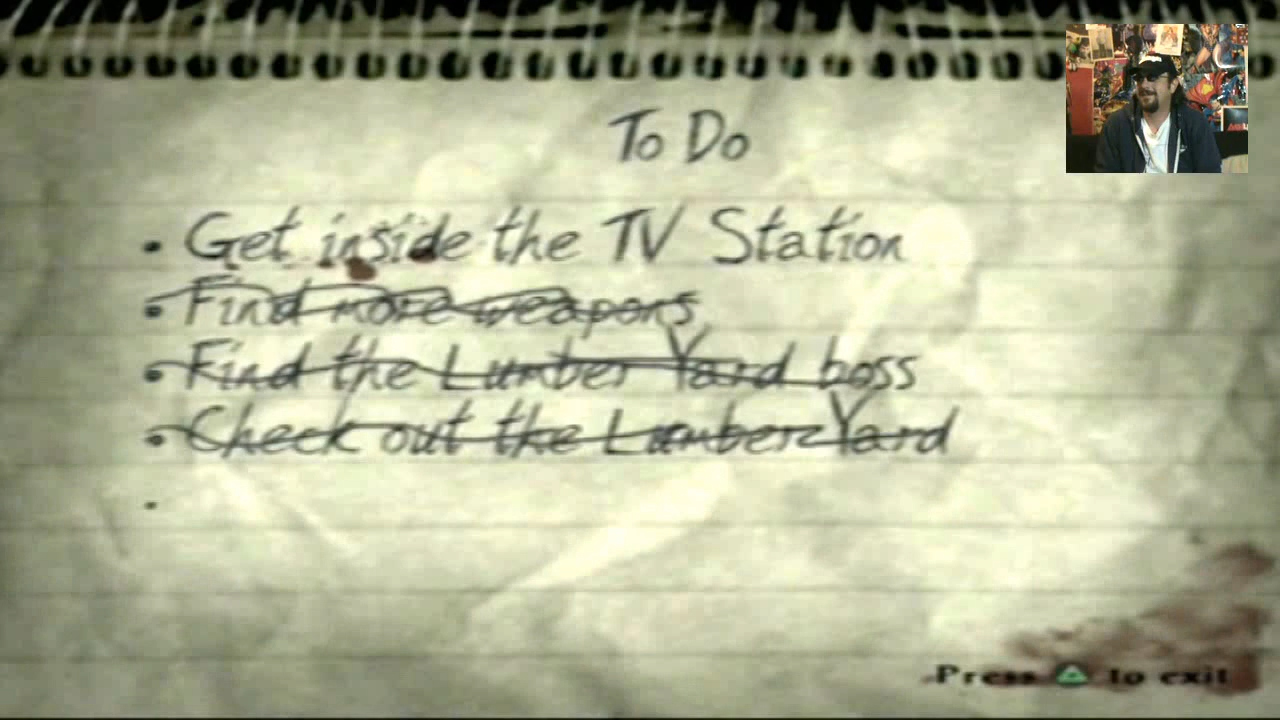 To Do
• Get inside the TV Station
• Find more weapons
• Find the Lumber Yard boss
• Check out the Lumber Yard
•
Press △ to exit